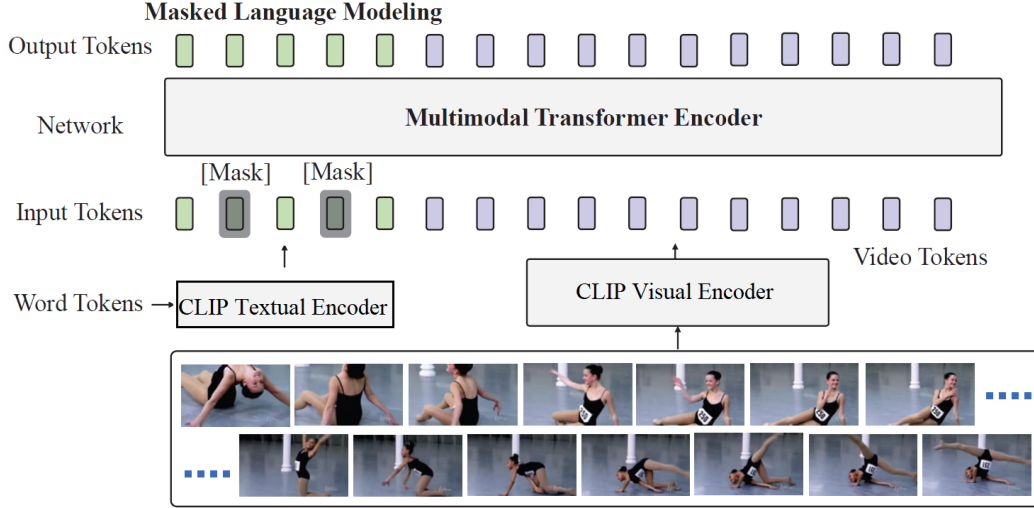 Masked Language Modeling
Output Tokens
Network
Multimodal Transformer Encoder
[Mask] [Mask]
Input Tokens
Video Tokens
Word Tokens
CLIP Textual Encoder
CLIP Visual Encoder